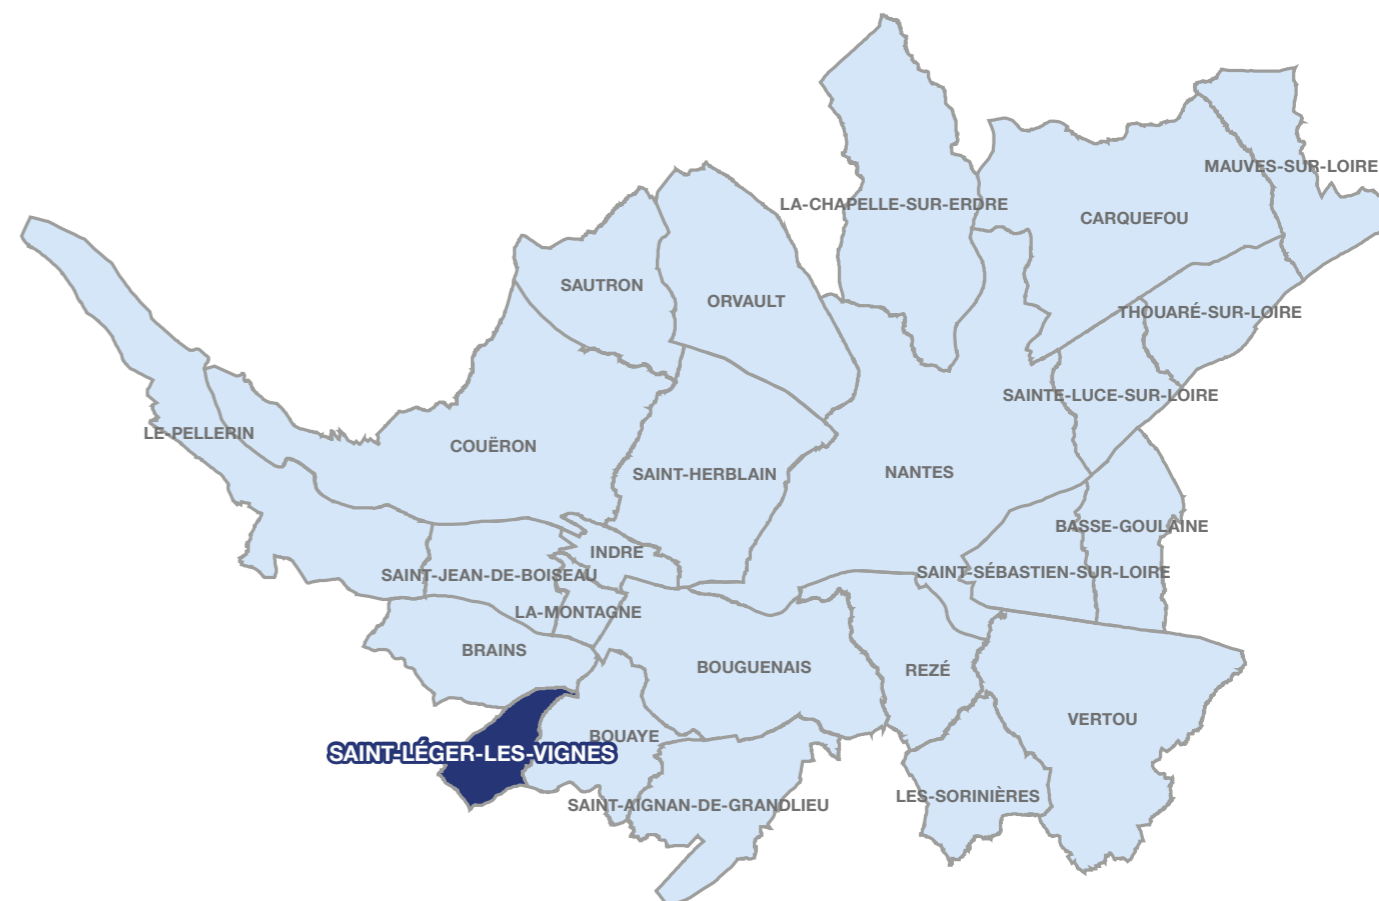 MAUVES-SUR-LOIRE
LA-CHAPELLE-SUR-ERDRE
CARQUEFOU
SAUTRON
ORVAULT
THOUARÉ-SUR-LOIRE
SAINTE-LUCE-SUR-LOIRE
LE-PELLERIN
COUËRON
SAINT-HERBLAIN
NANTES
BASSE-GOULAINE
INDRE
SAINT-JEAN-DE-BOISEAU
SAINT-SÉBASTIEN-SUR-LOIRE
LA-MONTAGNE
BRAINS
BOUGUENAIS
REZÉ
VERTOU
BOUAYE
SAINT-LÉGER-LES-VIGNES
LES-SORINIÈRES
SAINT-AIGNAN-DE-GRANDLIEU